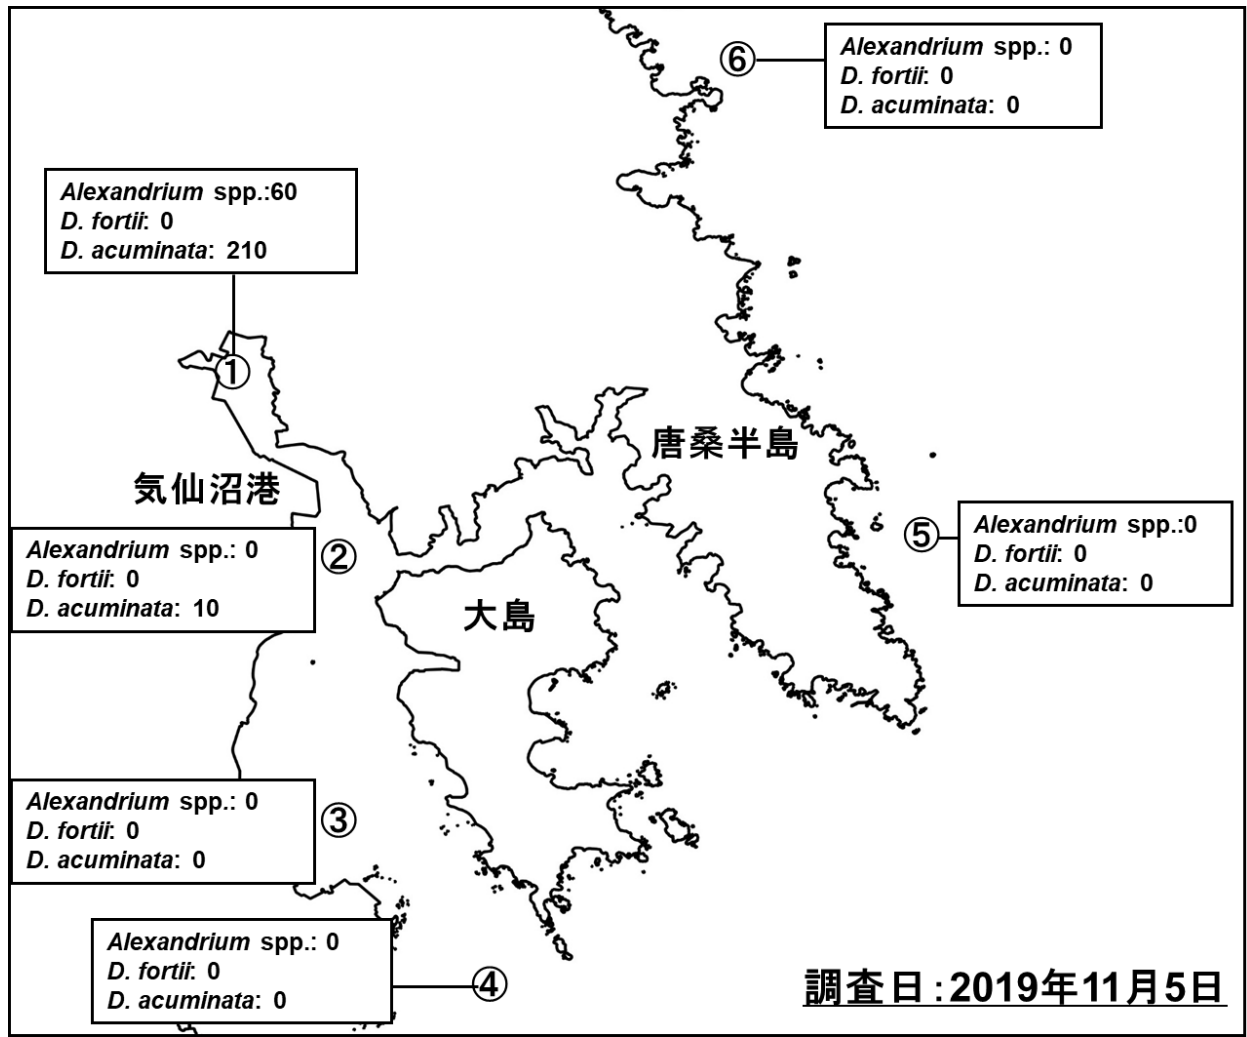 ⑥
Alexandrium spp.: 0
D. fortii: 0
D. acuminata: 0
Alexandrium spp.:60
D. fortii: 0
D. acuminata: 210
①
唐桑半島
気仙沼港
⑤
Alexandrium spp.:0
D. fortii: 0
D. acuminata: 0
Alexandrium spp.: 0
D. fortii: 0
D. acuminata: 10
②
大島
Alexandrium spp.: 0
D. fortii: 0
D. acuminata: 0
③
Alexandrium spp.: 0
D. fortii: 0
D. acuminata: 0
④
調査日:2019年11月5日